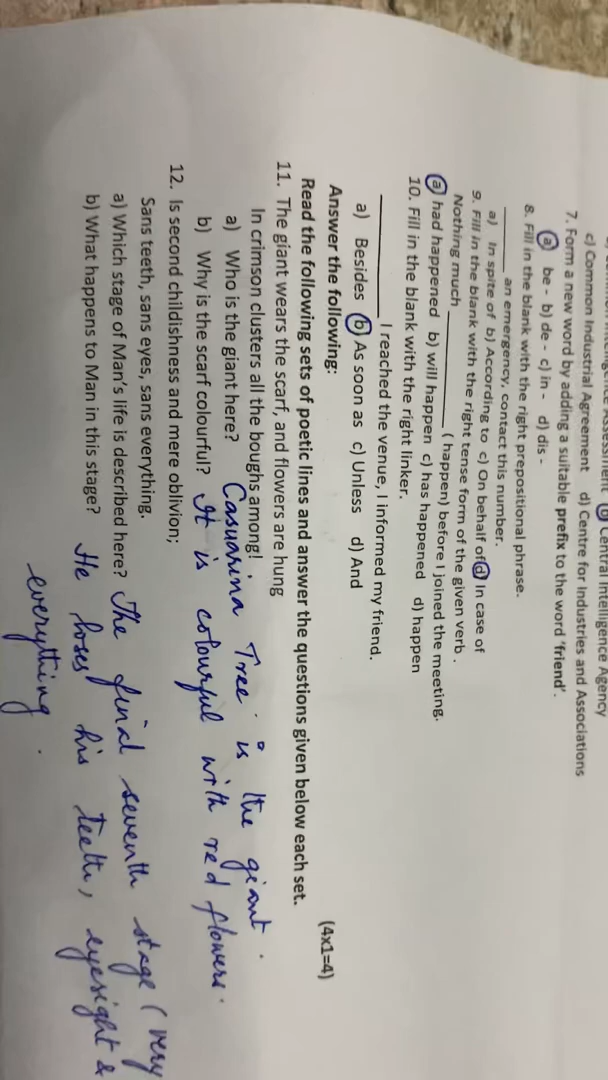 Central Intelligence Agency
c) Common Industrial Agreement d) Centre for Industries and Associations
7. Form a new word by adding a suitable prefix to the word 'friend'.
a) be - b) de - c) in - d) dis -
8. Fill in the blank with the right prepositional phrase.
________ an emergency, contact this number.
a) In spite of b) According to c) On behalf of d) In case of
9. Fill in the blank with the right tense form of the given verb .
Nothing much ________ ( happen) before I joined the meeting.
a) had happened b) will happen c) has happened d) happen
10. Fill in the blank with the right linker.
________ I reached the venue, I informed my friend.
a) Besides b) As soon as c) Unless d) And
Answer the following: (4x1=4)
Read the following sets of poetic lines and answer the questions given below each set.
11. The giant wears the scarf, and flowers are hung
In crimson clusters all the boughs among!
a) Who is the giant here? Casuarina Tree is the giant.
b) Why is the scarf colourful? It is colourful with red flowers.
12. Is second childishness and mere oblivion;
Sans teeth, sans eyes, sans everything.
a) Which stage of Man's life is described here? The final seventh stage (very
b) What happens to Man in this stage? He loses his teeth, eyesight &
everything.